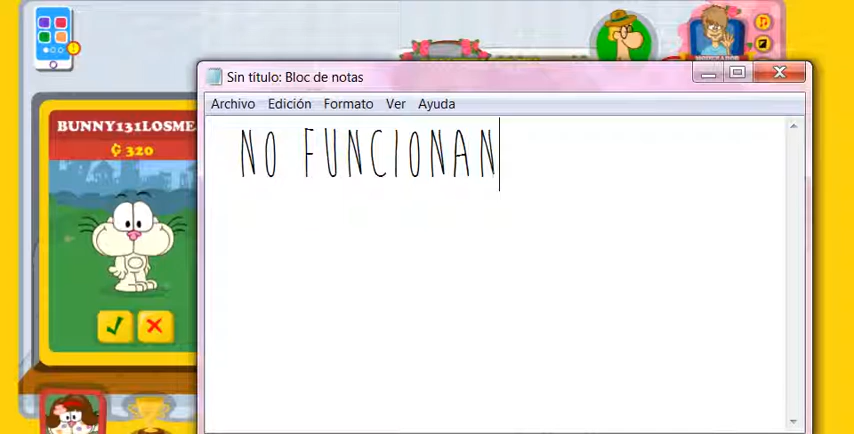 BUNNY131LOSME
₲ 320
Sin título: Bloc de notas
Archivo Edición Formato Ver Ayuda
NO FUNCIONAN